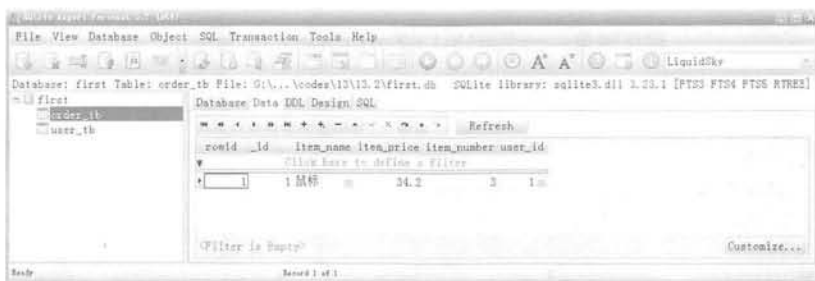 SQLite Expert Personal
File View Database Object SQL Transaction Tools Help
LiquidSky
Database: first Table: order_tb File: G:\...\codes\13\13.2\first.db SQLite library: sqlite3.dll 3.23.1 [FTS3 FTS4 FTS5 RTREE]
first
order_tb
user_tb
Database Data DDL Design SQL
Refresh
rowid _id item_name item_price item_number user_id
Click here to define a filter
1 1 鼠标 34.2 3 1
<Filter is Empty>
Customize...
Ready
Record 1 of 1